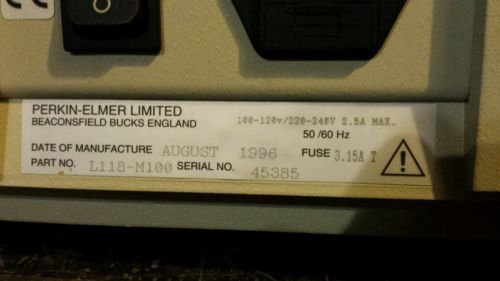 CE
PERKIN-ELMER LIMITED
BEACONSFIELD BUCKS ENGLAND
100-120v/220-240V 2.5A MAX.
50/60 Hz
DATE OF MANUFACTURE AUGUST 1996 FUSE 3.15A T
PART NO. L118-M100 SERIAL NO. 45385